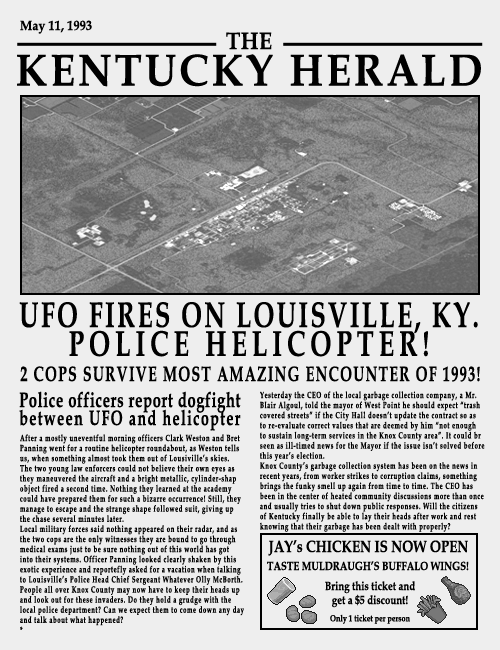 May 11, 1993
THE
KENTUCKY HERALD
UFO FIRES ON LOUISVILLE, KY.
POLICE HELICOPTER!
2 COPS SURVIVE MOST AMAZING ENCOUNTER OF 1993!
Police officers report dogfight
between UFO and helicopter
After a mostly uneventful morning officers Clark Weston and Bret
Panning went for a routine helicopter roundabout, as Weston tells
us, when something almost took them out of Lousiville's skies.
The two young law enforcers could not believe their own eyes as
they maneuvered the aircraft and a bright metallic, cylinder-shap
object fired a second time. Nothing they learned at the academy
could have prepared them for such a bizarre occurrence! Still, they
manage to escape and the strange shape followed suit, giving up
the chase several minutes later.
Local military forces said nothing appeared on their radar, and as
the two cops are the only witnesses they are bound to go through
medical exams just to be sure nothing out of this world has got
into their systems. Officer Panning looked clearly shaken by this
exotic experience and reportefly asked for a vacation when talking
to Louisville's Police Head Chief Sergeant Whatever Olly McBorth.
People all over Knox County may now have to keep their heads up
and look out for these invaders. Do they hold a grudge with the
local police department? Can we expect them to come down any day
and talk about what happened?
Yesterday the CEO of the local garbage collection company, a Mr.
Blair Algoul, told the mayor of West Point he should expect "trash
covered streets" if the City Hall doesn't update the contract so as
to re-evaluate correct values that are deemed by him "not enough
to sustain long-term services in the Knox County area". It could br
seen as ill-timed news for the Mayor if the issue isn't solved before
this year's election.
Knox County's garbage collection system has been on the news in
recent years, from worker strikes to corruption claims, something
brings the funky smell up again from time to time. The CEO has
been in the center of heated community discussions more than once
and usually tries to shut down public responses. Will the citizens
of Kentucky finally be able to lay their heads after work and rest
knowing that their garbage has been dealt with properly?
JAY's CHICKEN IS NOW OPEN
TASTE MULDRAUGH'S BUFFALO WINGS!
Bring this ticket and
get a $5 discount!
Only 1 ticket per person